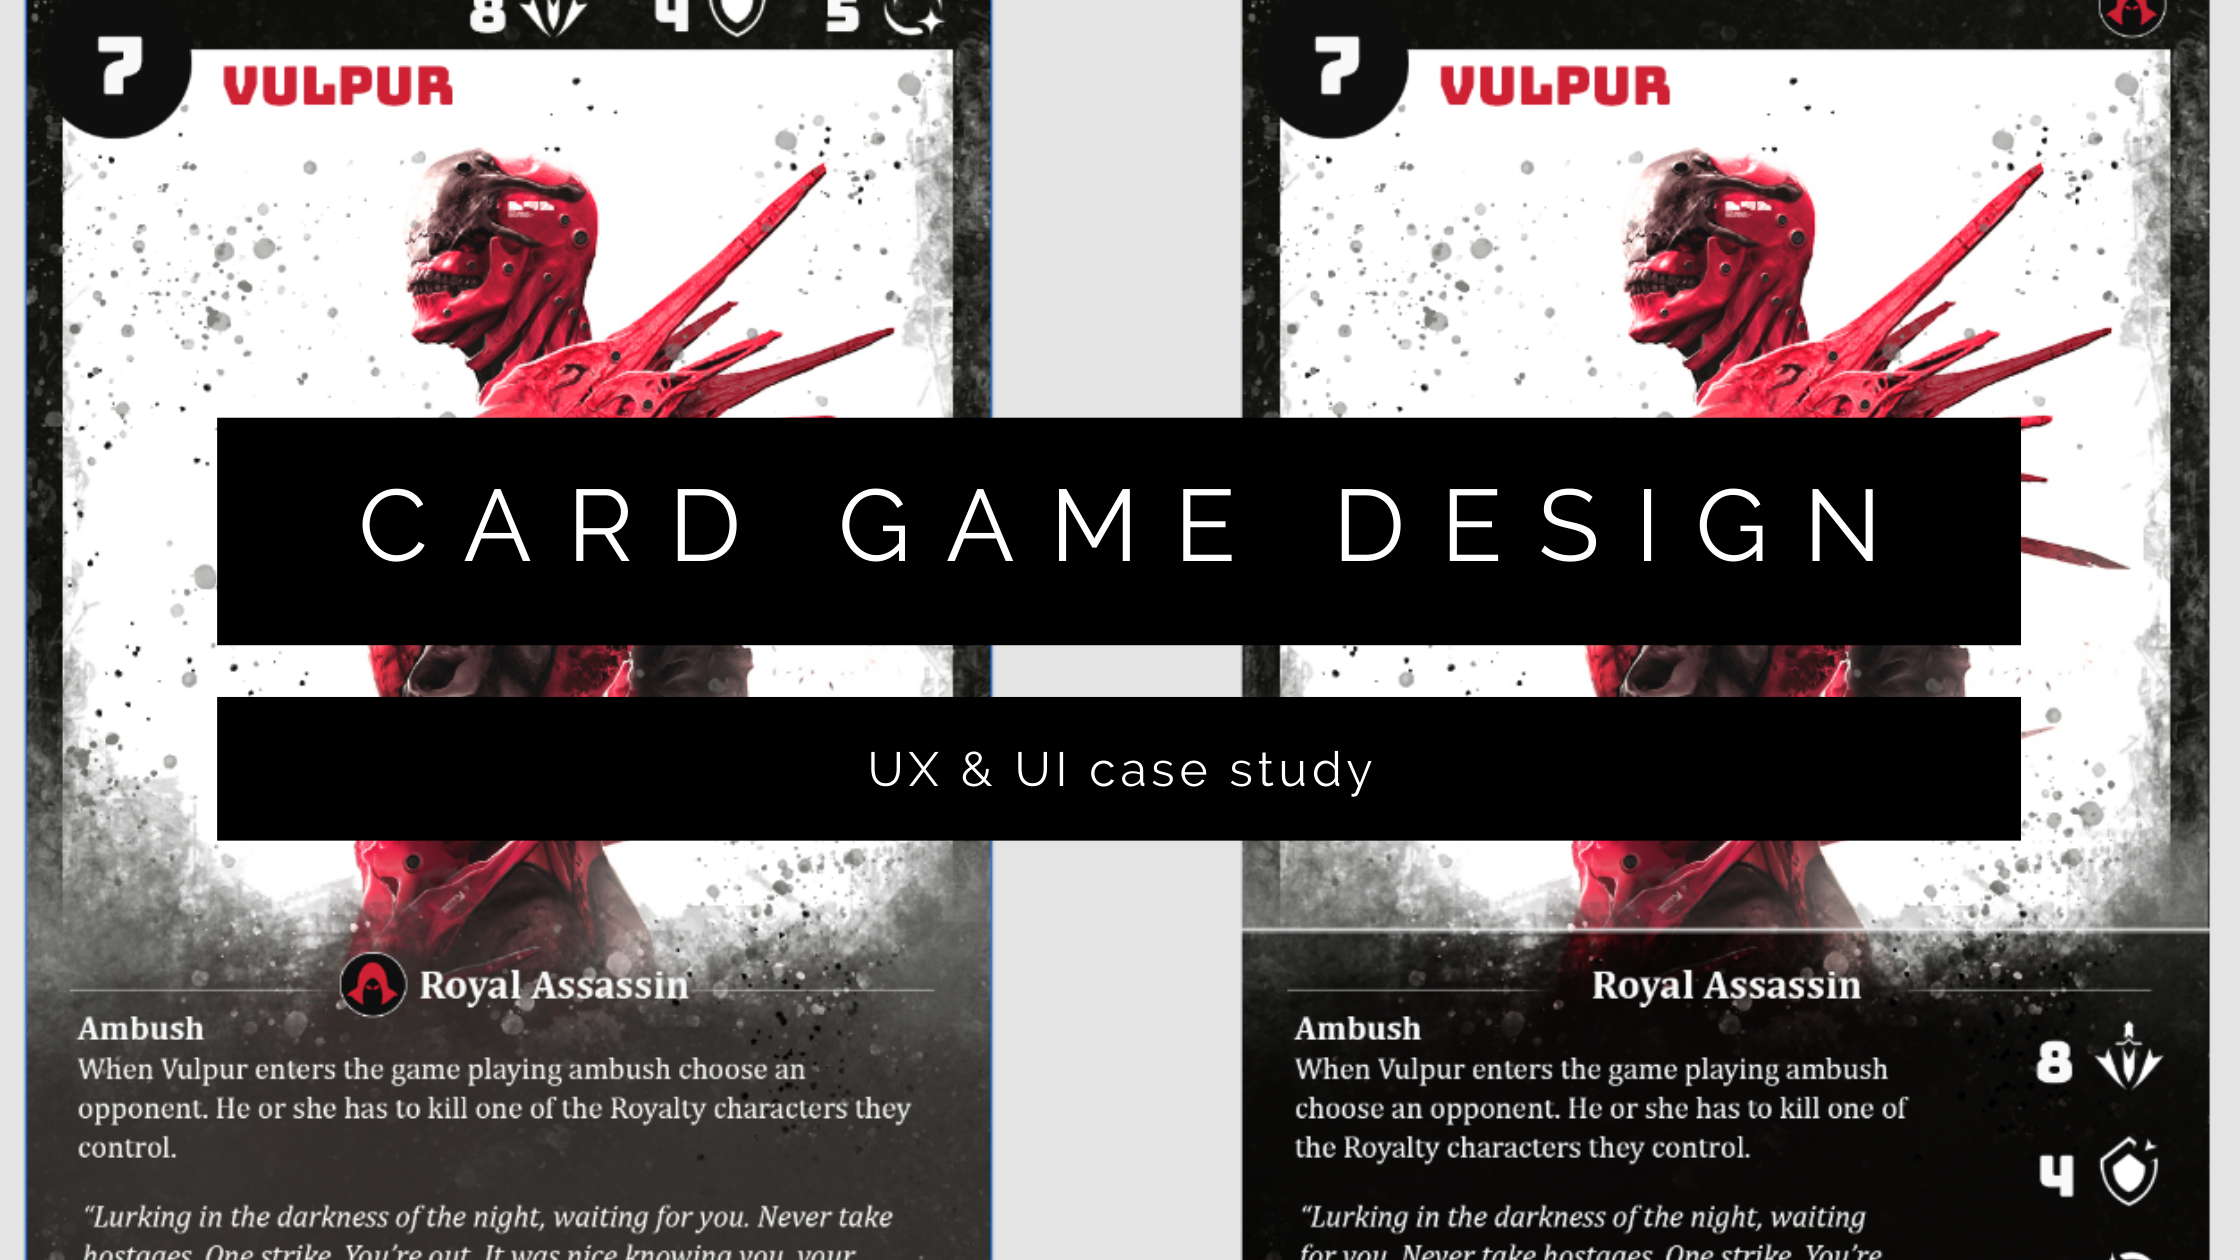 8 4 5
7
VULPUR
7
VULPUR
CARD GAME DESIGN
UX & UI case study
Royal Assassin
Ambush
When Vulpur enters the game playing ambush choose an
opponent. He or she has to kill one of the Royalty characters they
control.
“Lurking in the darkness of the night, waiting for you. Never take
hostages. One strike. You’re out. It was nice knowing you, your
Royal Assassin
Ambush
When Vulpur enters the game playing ambush
choose an opponent. He or she has to kill one of
the Royalty characters they control.
8
4
“Lurking in the darkness of the night, waiting
for you. Never take hostages. One strike. You’re